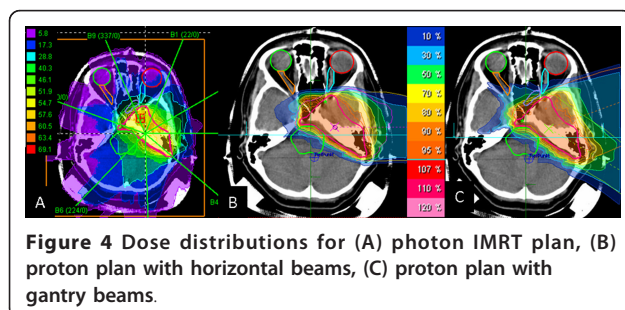 B9 (337/0)
B1 (22/0)
5.8
17.3
28.8
40.3
46.1
51.9
54.7
57.6
60.5
63.4
69.1
B6 (224/0)
B4
A
B
C
10 %
30 %
50 %
70 %
80 %
90 %
95 %
107 %
110 %
120 %
Figure 4 Dose distributions for (A) photon IMRT plan, (B)
proton plan with horizontal beams, (C) proton plan with
gantry beams.